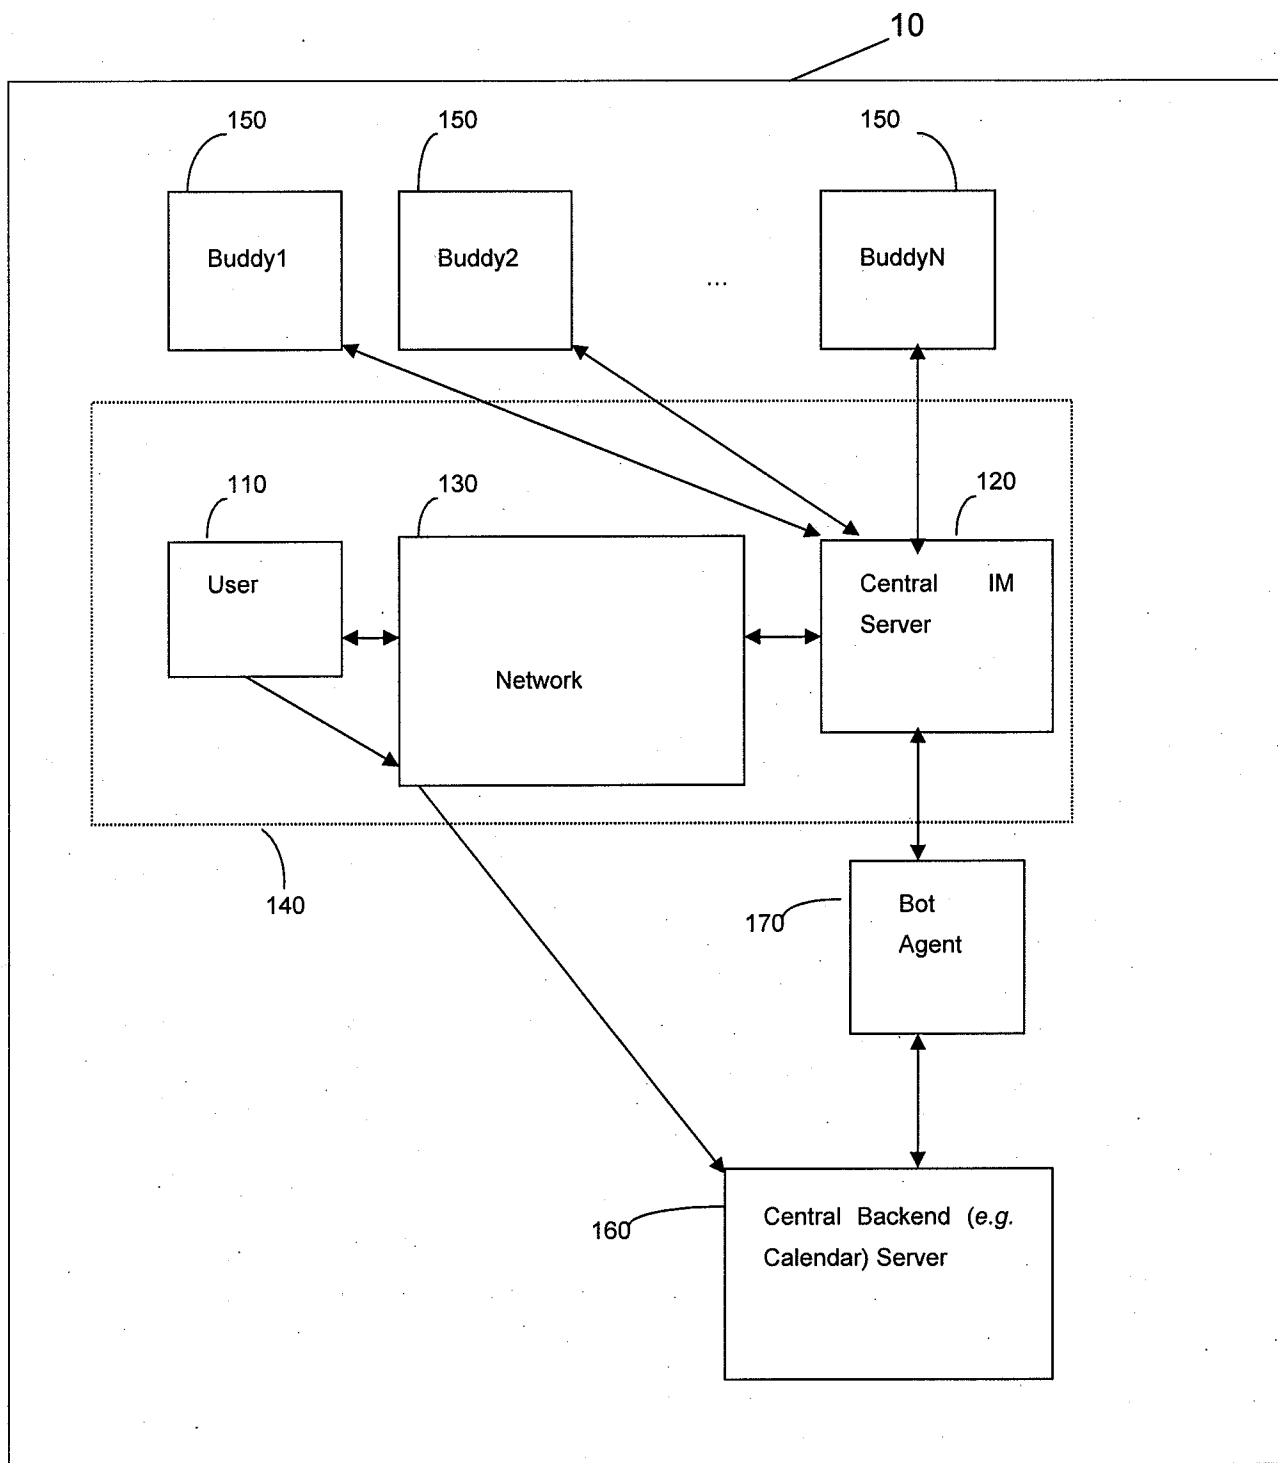 10
150
150
150
Buddy1
Buddy2
...
BuddyN
110
130
120
User
Central IM
Server
Network
140
170
Bot
Agent
160
Central Backend (e.g.
Calendar) Server